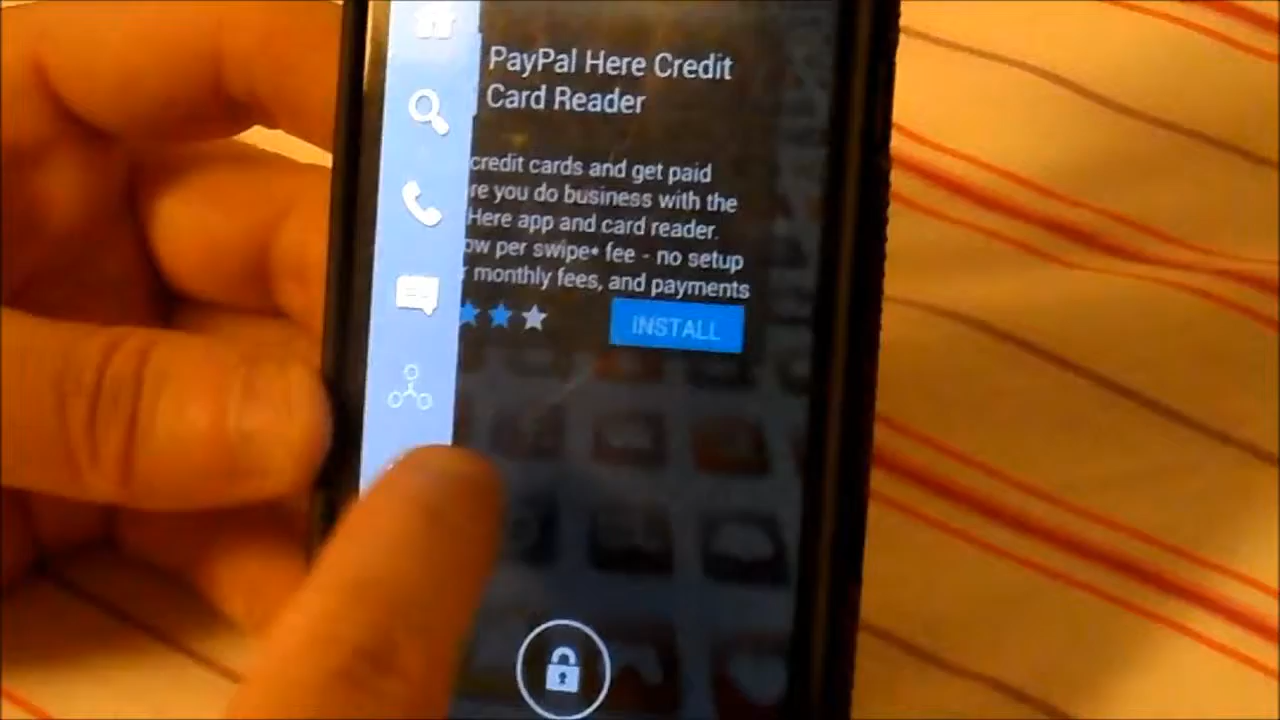 PayPal Here Credit
Card Reader
credit cards and get paid
re you do business with the
Here app and card reader.
ow per swipe* fee - no setup
r monthly fees, and payments
INSTALL